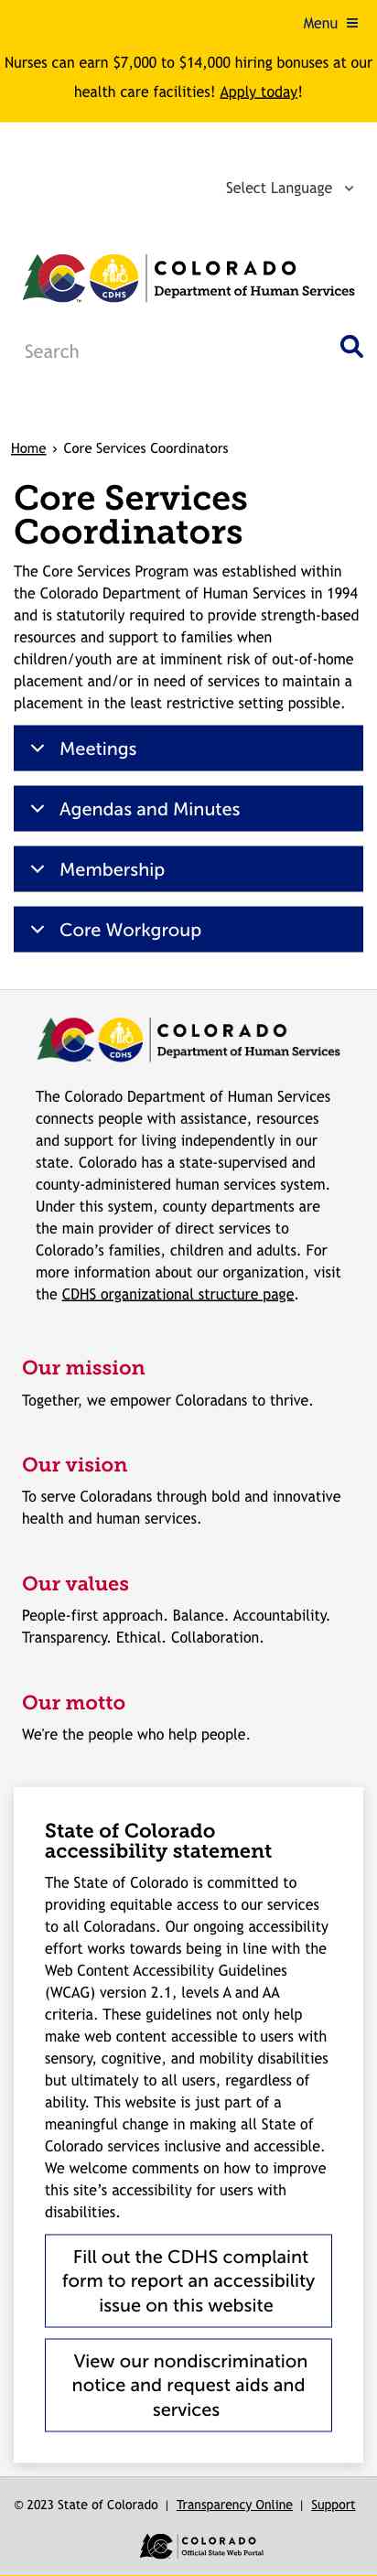 Menu
Nurses can earn $7,000 to $14,000 hiring bonuses at our
health care facilities! Apply today!
Select Language
CDHS
COLORADO
Department of Human Services
Search
Home › Core Services Coordinators
Core Services
Coordinators
The Core Services Program was established within
the Colorado Department of Human Services in 1994
and is statutorily required to provide strength-based
resources and support to families when
children/youth are at imminent risk of out-of-home
placement and/or in need of services to maintain a
placement in the least restrictive setting possible.
Meetings
Agendas and Minutes
Membership
Core Workgroup
CDHS
COLORADO
Department of Human Services
The Colorado Department of Human Services
connects people with assistance, resources
and support for living independently in our
state. Colorado has a state-supervised and
county-administered human services system.
Under this system, county departments are
the main provider of direct services to
Colorado’s families, children and adults. For
more information about our organization, visit
the CDHS organizational structure page.
Our mission
Together, we empower Coloradans to thrive.
Our vision
To serve Coloradans through bold and innovative
health and human services.
Our values
People-first approach. Balance. Accountability.
Transparency. Ethical. Collaboration.
Our motto
We're the people who help people.
State of Colorado
accessibility statement
The State of Colorado is committed to
providing equitable access to our services
to all Coloradans. Our ongoing accessibility
effort works towards being in line with the
Web Content Accessibility Guidelines
(WCAG) version 2.1, levels A and AA
criteria. These guidelines not only help
make web content accessible to users with
sensory, cognitive, and mobility disabilities
but ultimately to all users, regardless of
ability. This website is just part of a
meaningful change in making all State of
Colorado services inclusive and accessible.
We welcome comments on how to improve
this site’s accessibility for users with
disabilities.
Fill out the CDHS complaint
form to report an accessibility
issue on this website
View our nondiscrimination
notice and request aids and
services
© 2023 State of Colorado | Transparency Online | Support
COLORADO
Official State Web Portal